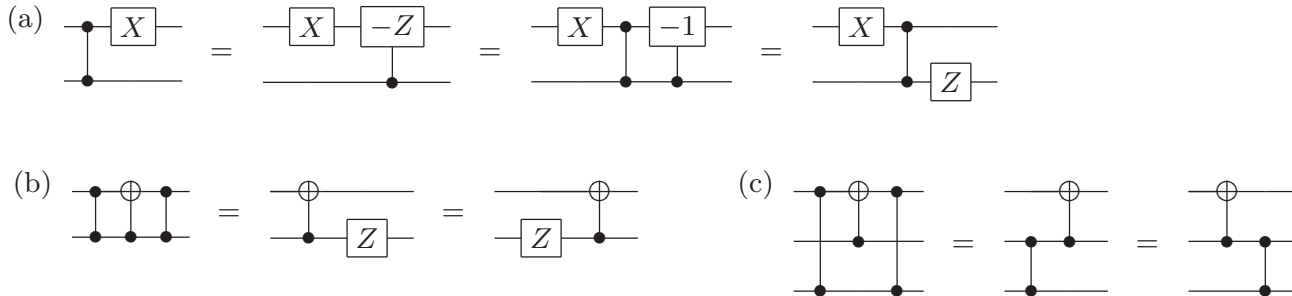 (a) X = X −Z = X −1 = X Z
(b) = Z = Z (c) = =